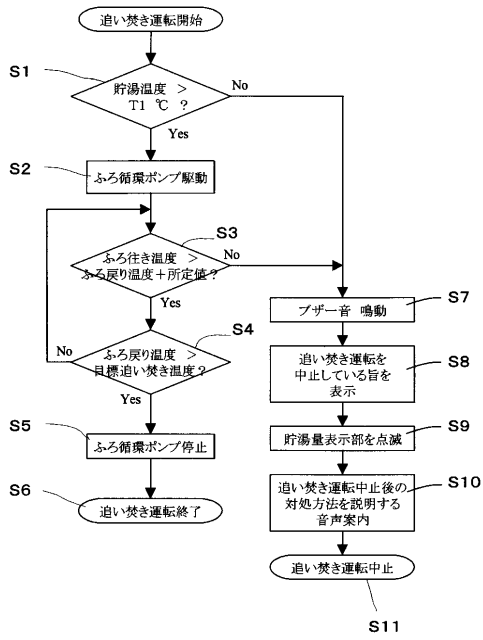 追い焚き運転開始
S1
貯湯温度 ＞
T1 ℃ ？
No
Yes
S2
ふろ循環ポンプ駆動
S3
ふろ往き温度 ＞
ふろ戻り温度＋所定値？
No
Yes
S4
ふろ戻り温度 ＞
目標追い焚き温度？
No
Yes
S5
ふろ循環ポンプ停止
S6
追い焚き運転終了
S7
ブザー音 鳴動
S8
追い焚き運転を
中止している旨を
表示
S9
貯湯量表示部を点滅
S10
追い焚き運転中止後の
対処方法を説明する
音声案内
追い焚き運転中止
S11